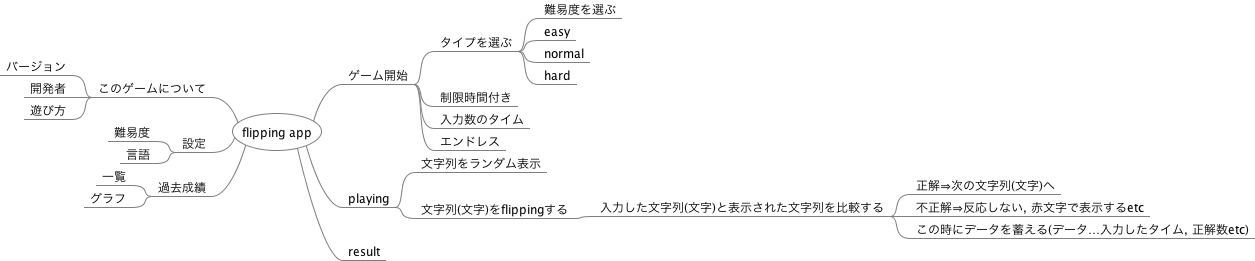 flipping app
ゲーム開始
タイプを選ぶ
難易度を選ぶ
easy
normal
hard
制限時間付き
入力数のタイム
エンドレス
playing
文字列をランダム表示
文字列(文字)をflippingする
入力した文字列(文字)と表示された文字列を比較する
正解⇒次の文字列(文字)へ
不正解⇒反応しない, 赤文字で表示するetc
この時にデータを蓄える(データ…入力したタイム, 正解数etc)
result
このゲームについて
バージョン
開発者
遊び方
設定
難易度
言語
過去成績
一覧
グラフ